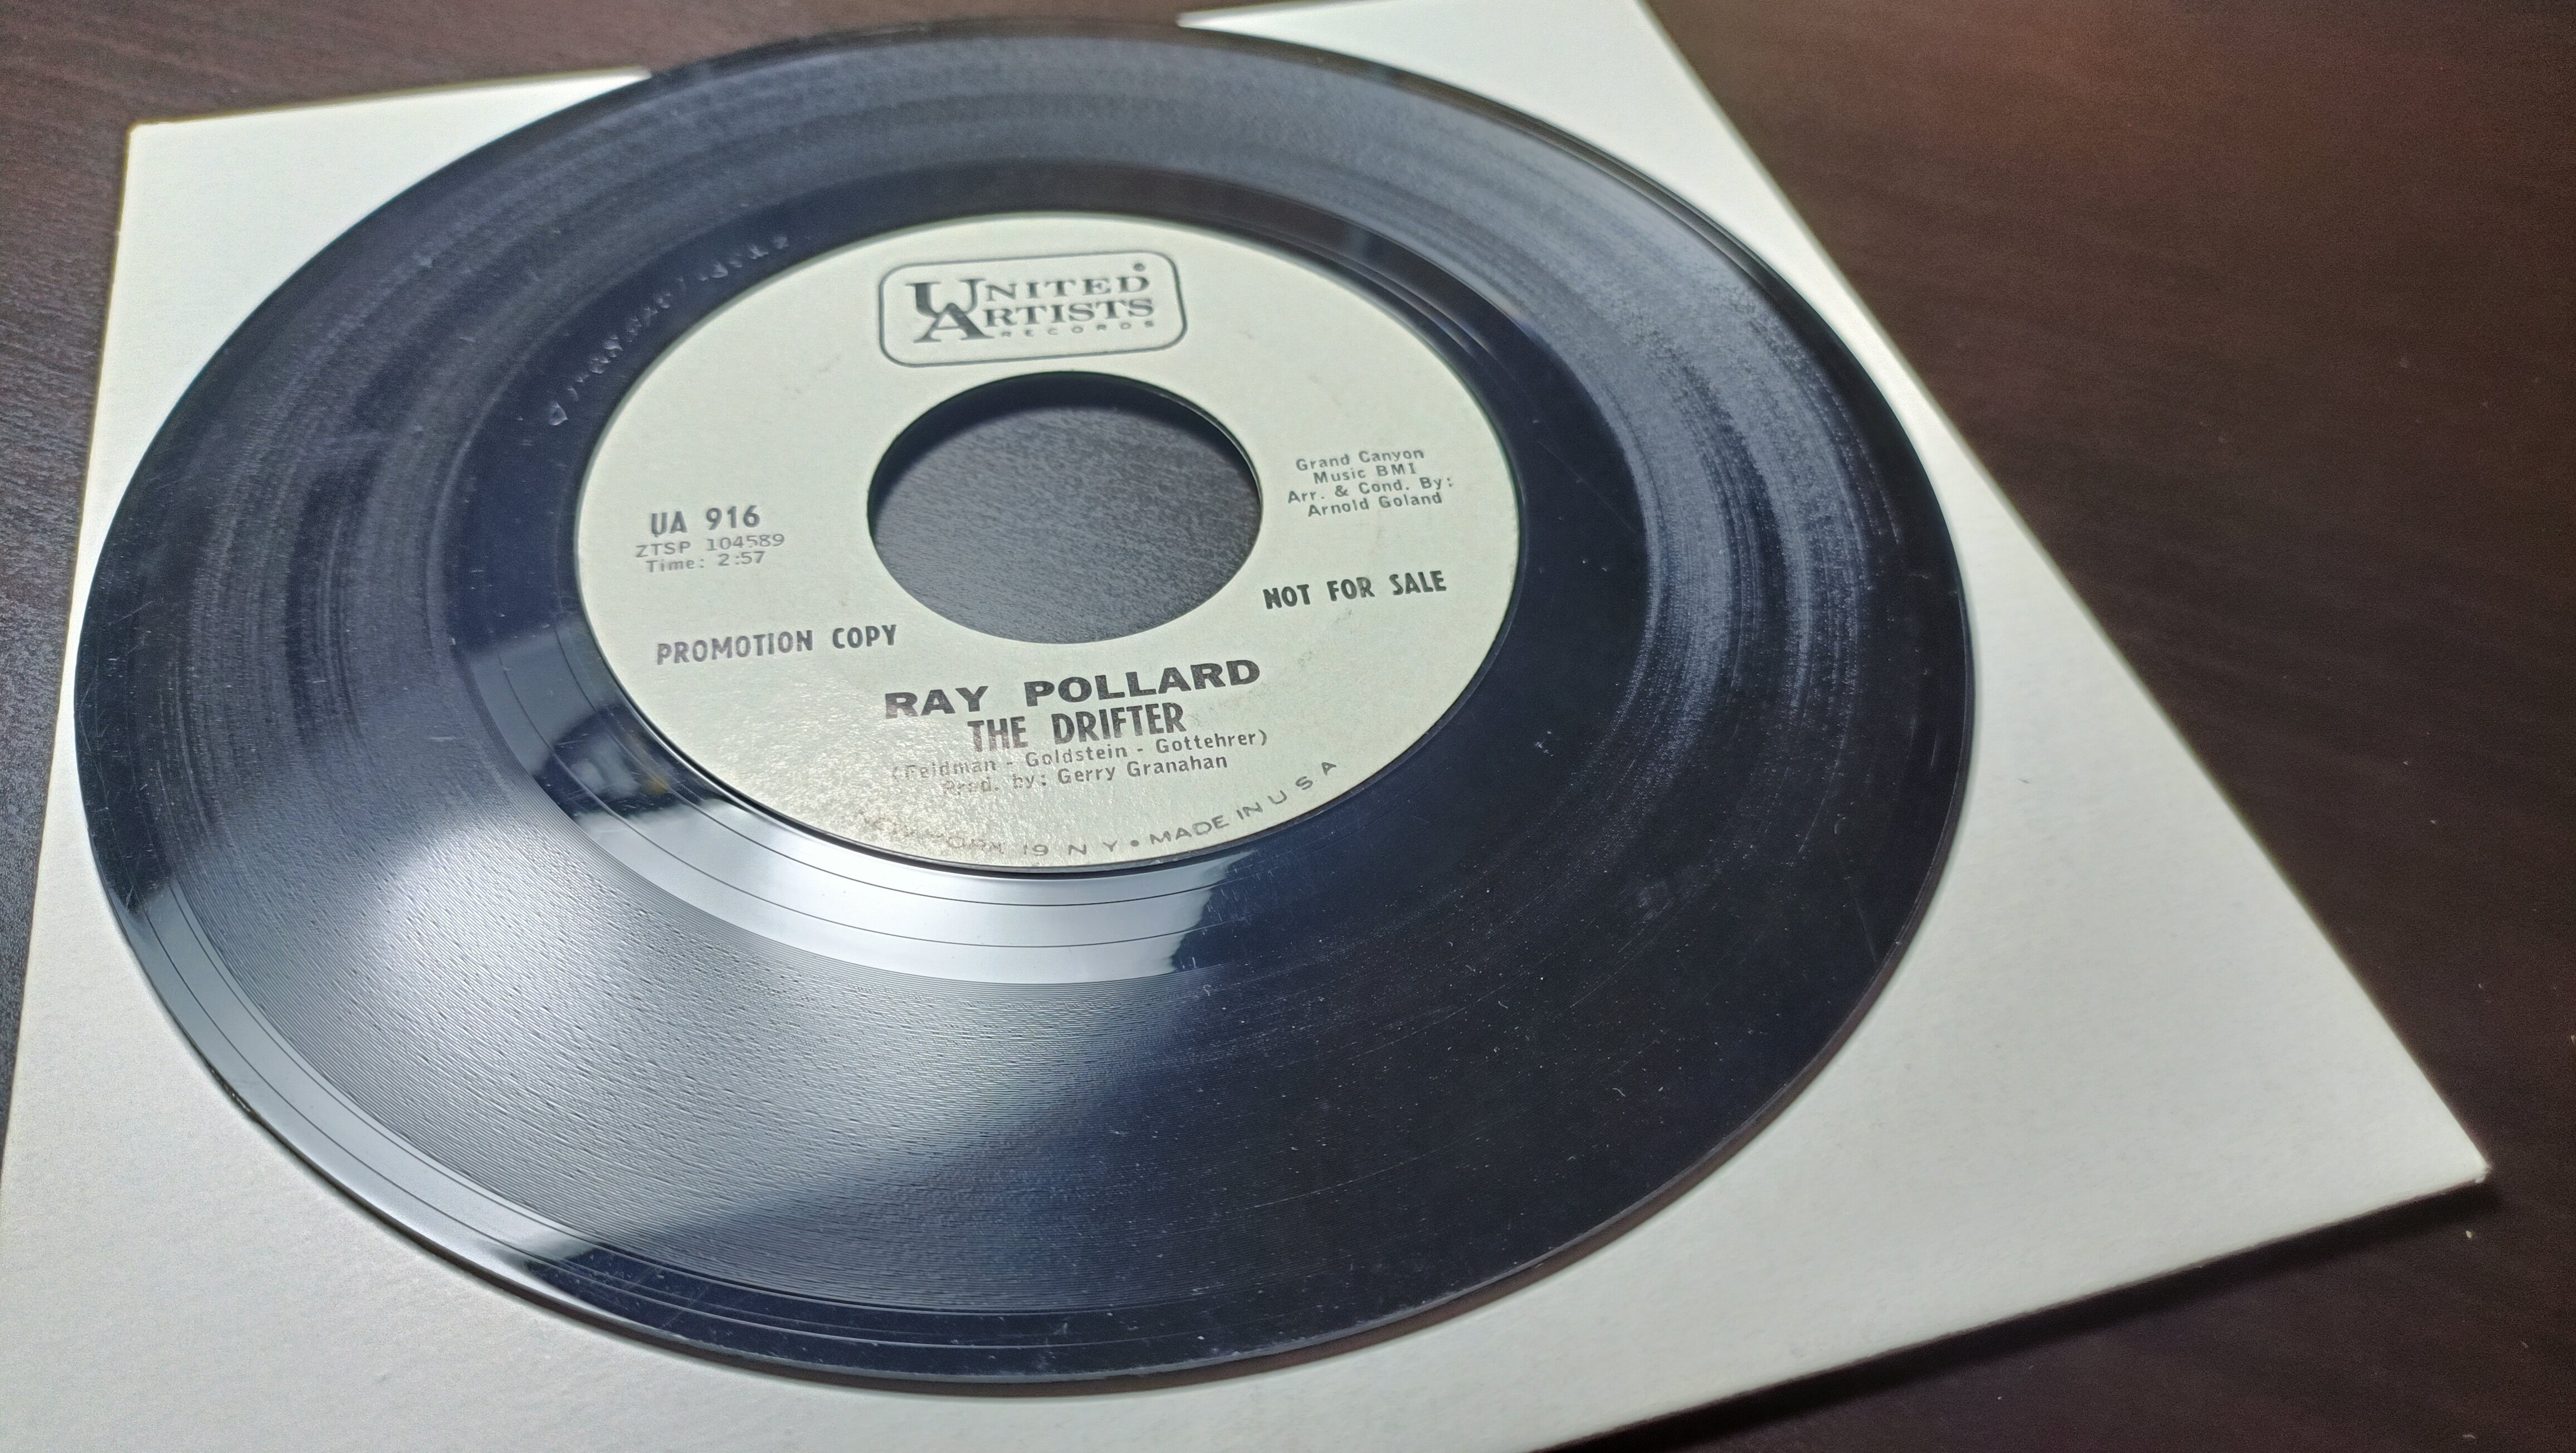 UNITED
ARTISTS
RECORDS
UA 916
ZTSP 104589
Time: 2:57
Grand Canyon
Music BMI
Arr. & Cond. By:
Arnold Goland
PROMOTION COPY
NOT FOR SALE
RAY POLLARD
THE DRIFTER
(Feldman - Goldstein - Gottehrer)
Prod. by: Gerry Granahan
NEW YORK 19 N Y • MADE IN U S A